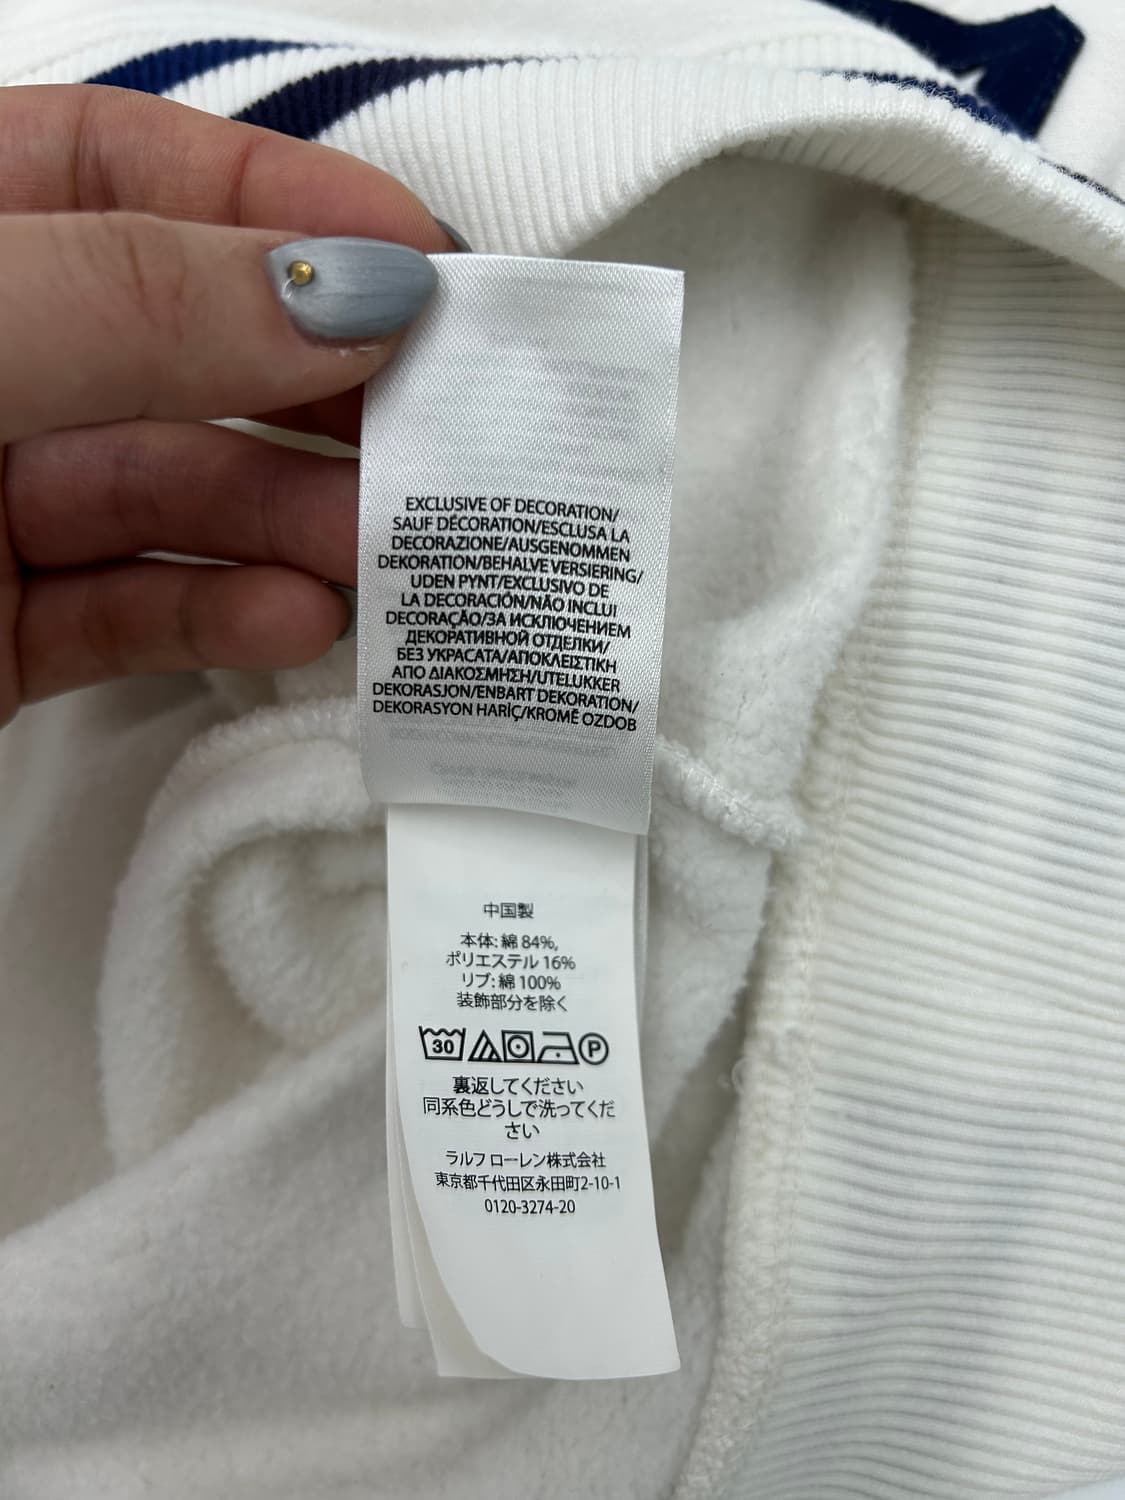 EXCLUSIVE OF DECORATION/
SAUF DÉCORATION/ESCLUSA LA
DECORAZIONE/AUSGENOMMEN
DEKORATION/BEHALVE VERSIERING/
UDEN PYNT/EXCLUSIVO DE
LA DECORACIÓN/NÃO INCLUI
DECORAÇÃO/ЗА ИСКЛЮЧЕНИЕМ
ДЕКОРАТИВНОЙ ОТДЕЛКИ/
БЕЗ УКРАСАТА/ΑΠΟΚΛΕΙΣΤΙΚΗ
ΑΠΟ ΔΙΑΚΟΣΜΗΣΗ/UTELUKKER
DEKORASJON/ENBART DEKORATION/
DEKORASYON HARİÇ/KROMĚ OZDOB
中国製
本体: 綿 84%,
ポリエステル 16%
リブ: 綿 100%
装飾部分を除く
30 P
裏返してください
同系色どうしで洗ってくだ
さい
ラルフ ローレン株式会社
東京都千代田区永田町2-10-1
0120-3274-20